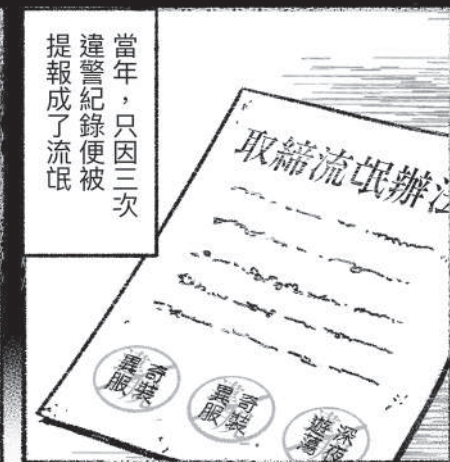 當年，只因三次
違警紀錄便被
提報成了流氓
取締流氓辦法
奇裝
異服
奇裝
異服
深夜
遊蕩